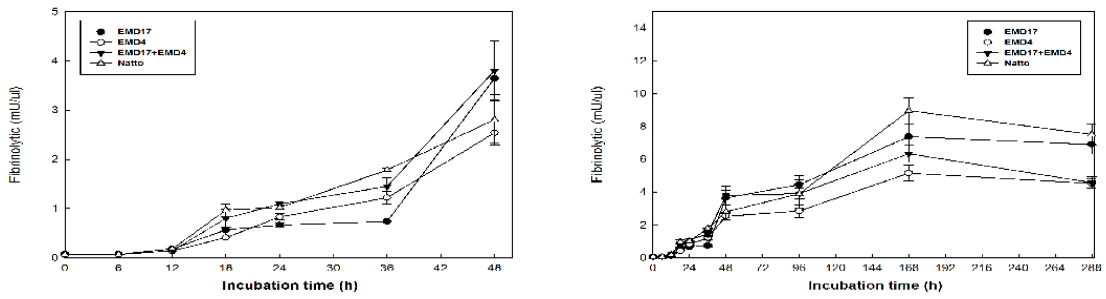 5
4
3
2
1
0
Fibrinolytic (mU/ul)
EMD17
EMD4
EMD17+EMD4
Natto
0 6 12 18 24 36 48
Incubation time (h)
14
12
10
8
6
4
2
0
Fibrinolytic (mU/ul)
EMD17
EMD4
EMD17+EMD4
Natto
0 24 48 72 96 120 144 168 192 216 240 264 288
Incubation time (h)